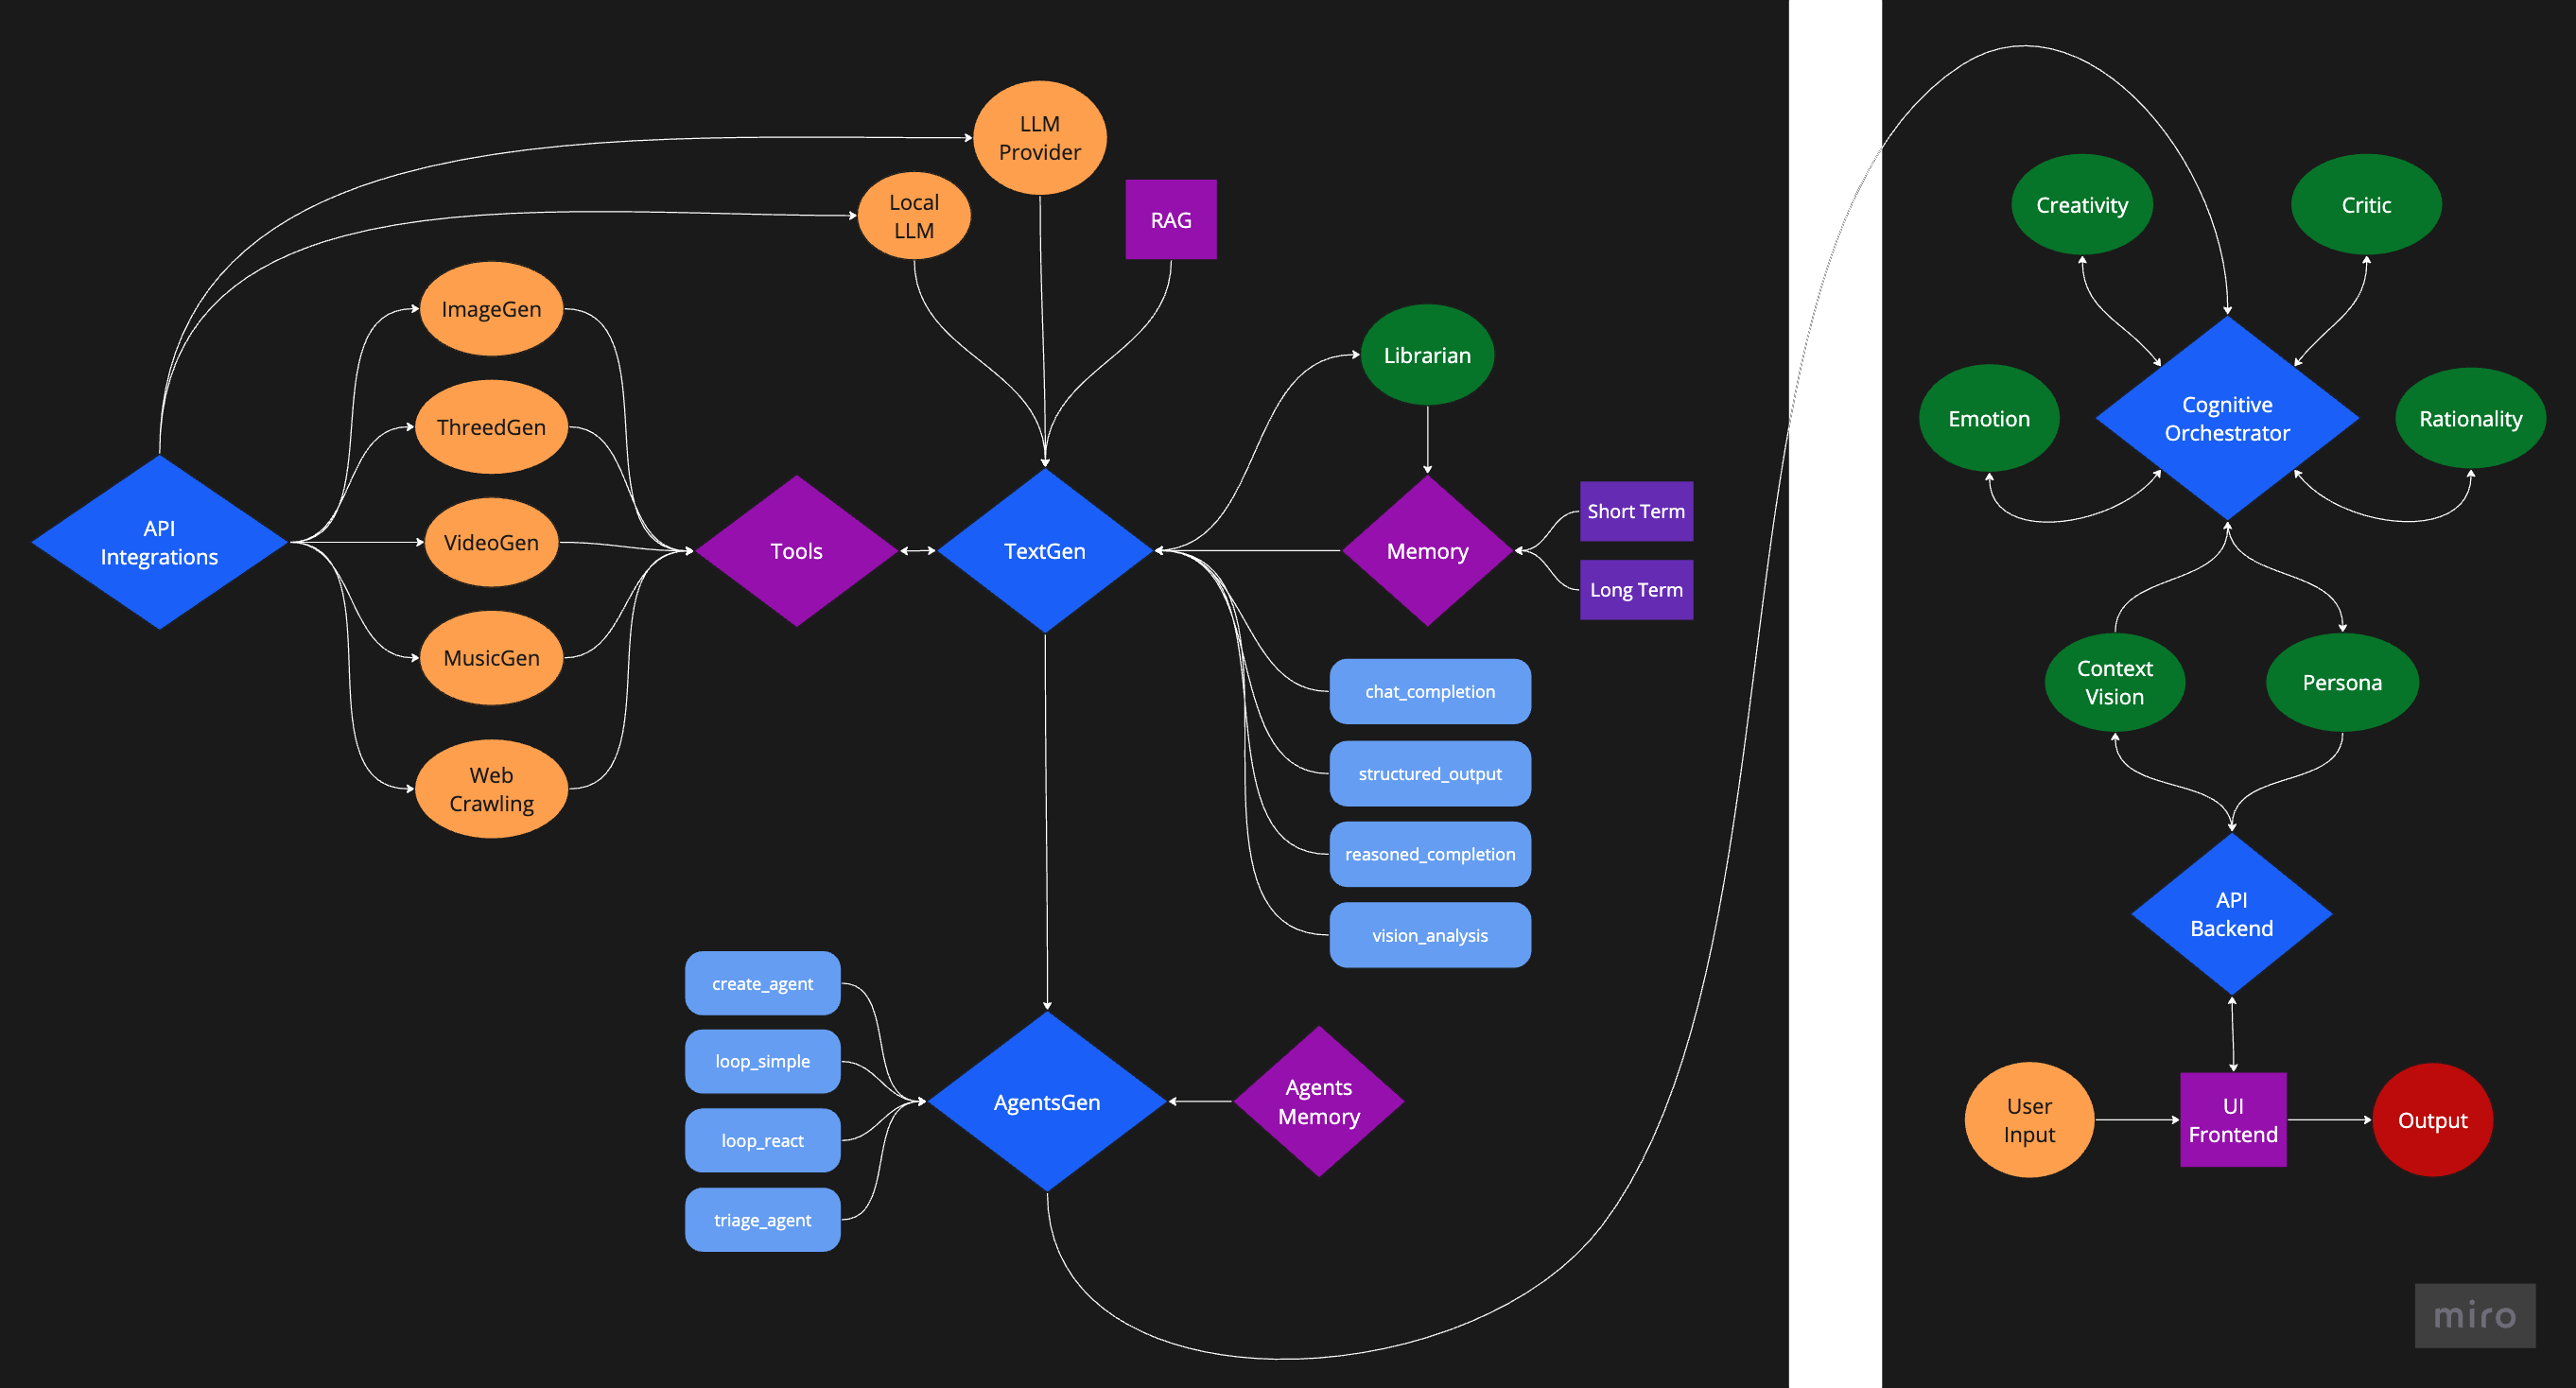 LLM
Provider
Local
LLM
RAG
ImageGen
ThreedGen
VideoGen
MusicGen
Web
Crawling
API
Integrations
Tools
TextGen
Librarian
Memory
Short Term
Long Term
chat_completion
structured_output
reasoned_completion
vision_analysis
create_agent
loop_simple
loop_react
triage_agent
AgentsGen
Agents
Memory
Creativity
Critic
Emotion
Cognitive
Orchestrator
Rationality
Context
Vision
Persona
API
Backend
User
Input
UI
Frontend
Output
miro